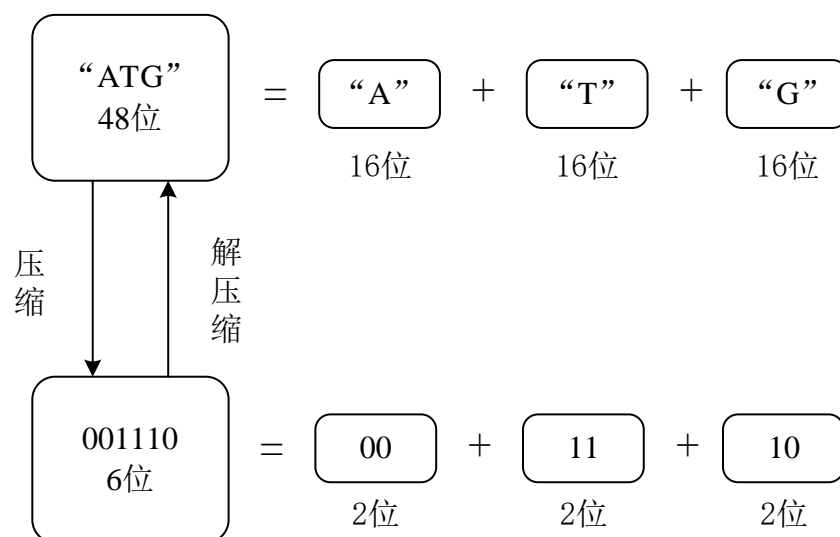 “ATG”
48位
=
“A”
+
“T”
+
“G”
16位
16位
16位
压缩
解压缩
001110
6位
=
00
+
11
+
10
2位
2位
2位